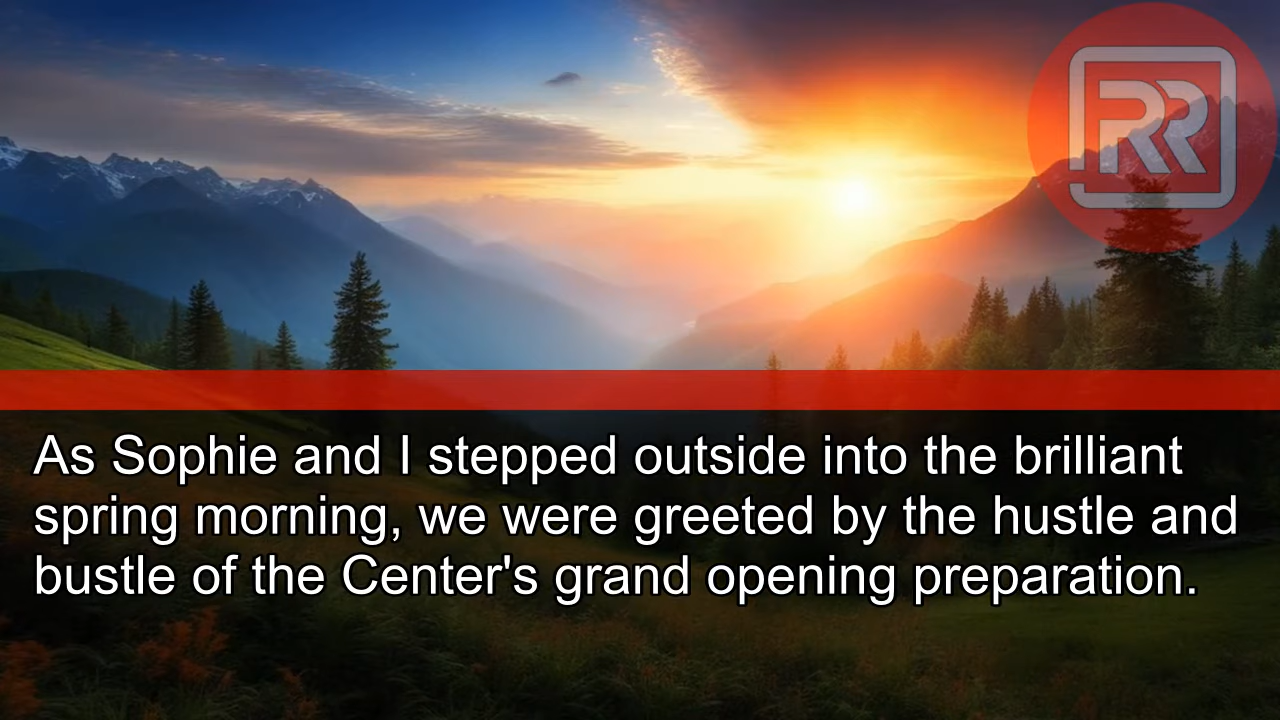 RR
As Sophie and I stepped outside into the brilliant
spring morning, we were greeted by the hustle and
bustle of the Center's grand opening preparation.